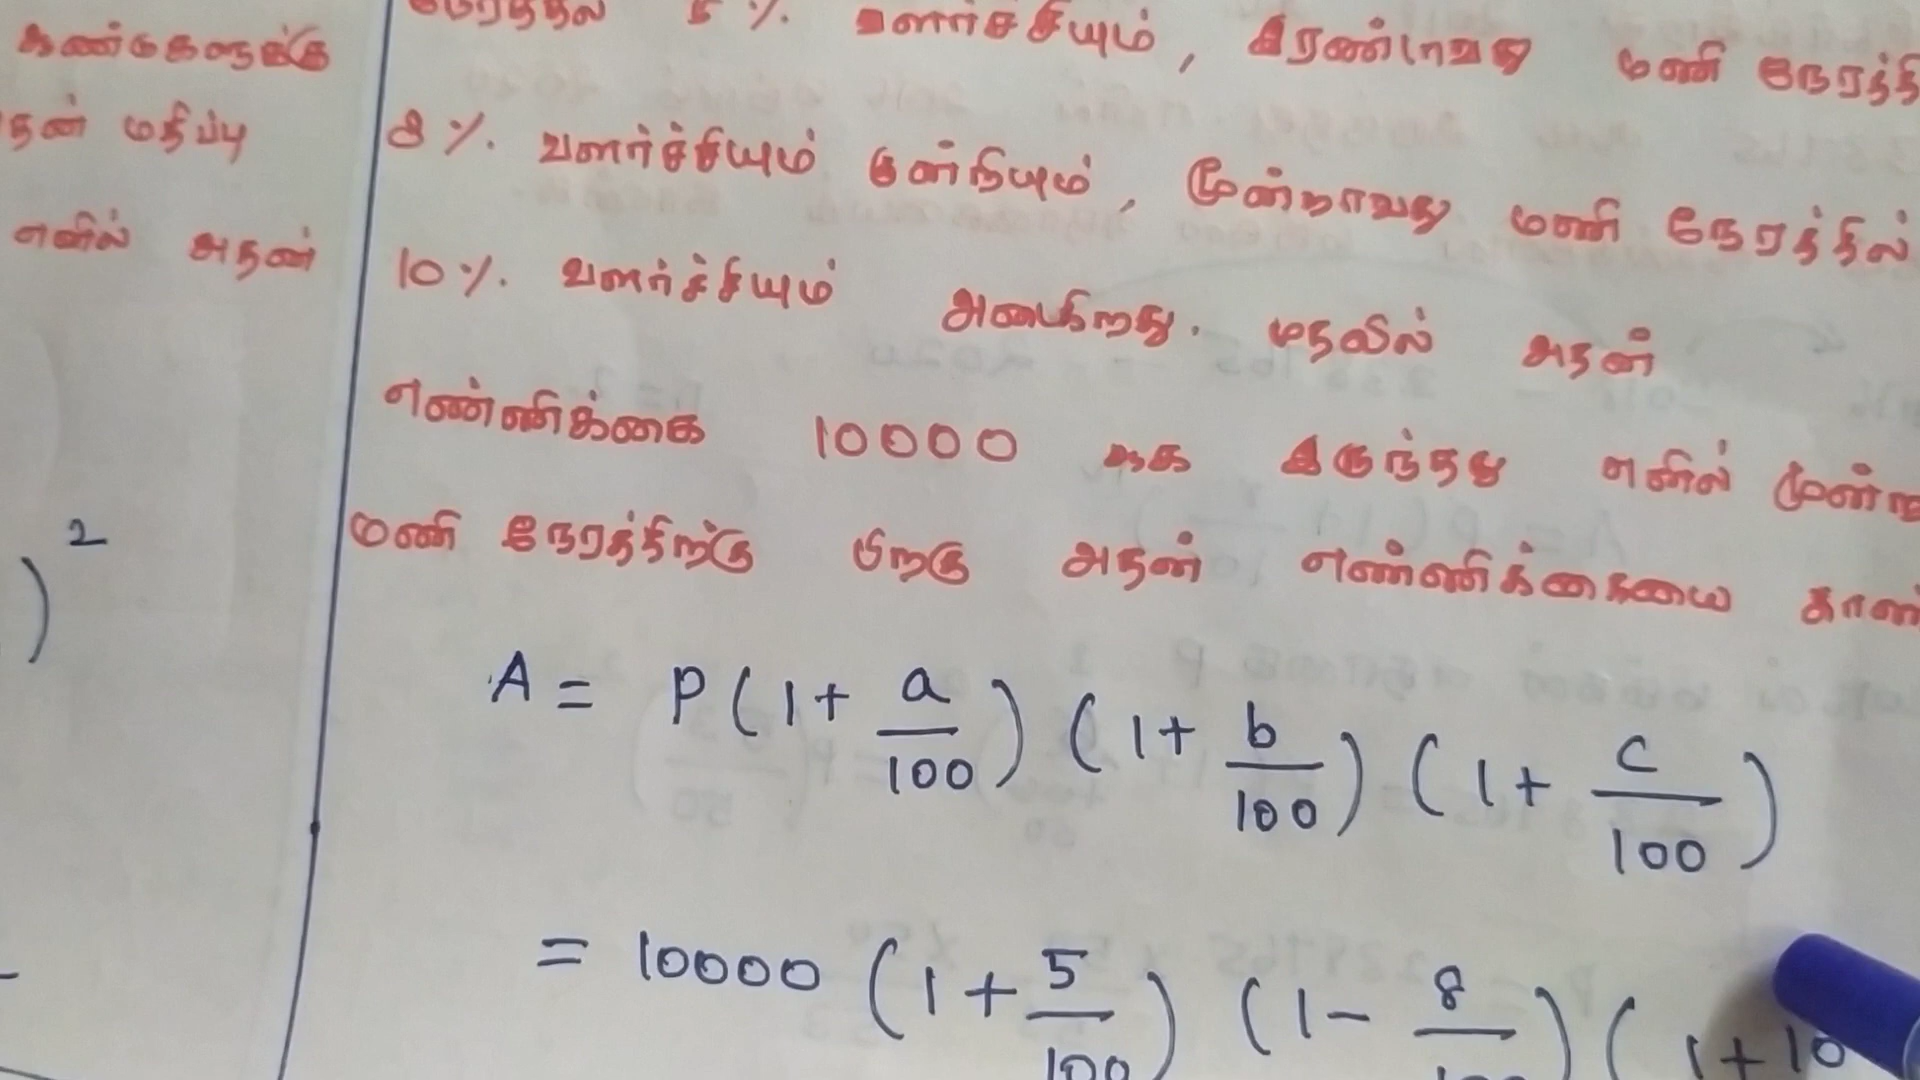 கண்டுகளுக்கு
தன் மதிப்பு
எனில் அதன்
2
)
நேரத்தில் 5 % வளர்ச்சியும் , இரண்டாவது மணி நேரத்தி
8 % வளர்ச்சியும் குன்றியும் , மூன்றாவது மணி நேரத்தில்
10 % வளர்ச்சியும் அடைகிறது . முதலில் அதன்
எண்ணிக்கை 10000 ஆக இருந்தது எனில் மூன்று
மணி நேரத்திற்கு பிறகு அதன் எண்ணிக்கையை காண்
A = P ( 1 + a/100 ) ( 1 + b/100 ) ( 1 + c/100 )
= 10000 ( 1 + 5/100 ) ( 1 - 8/100 ) ( 1 + 10